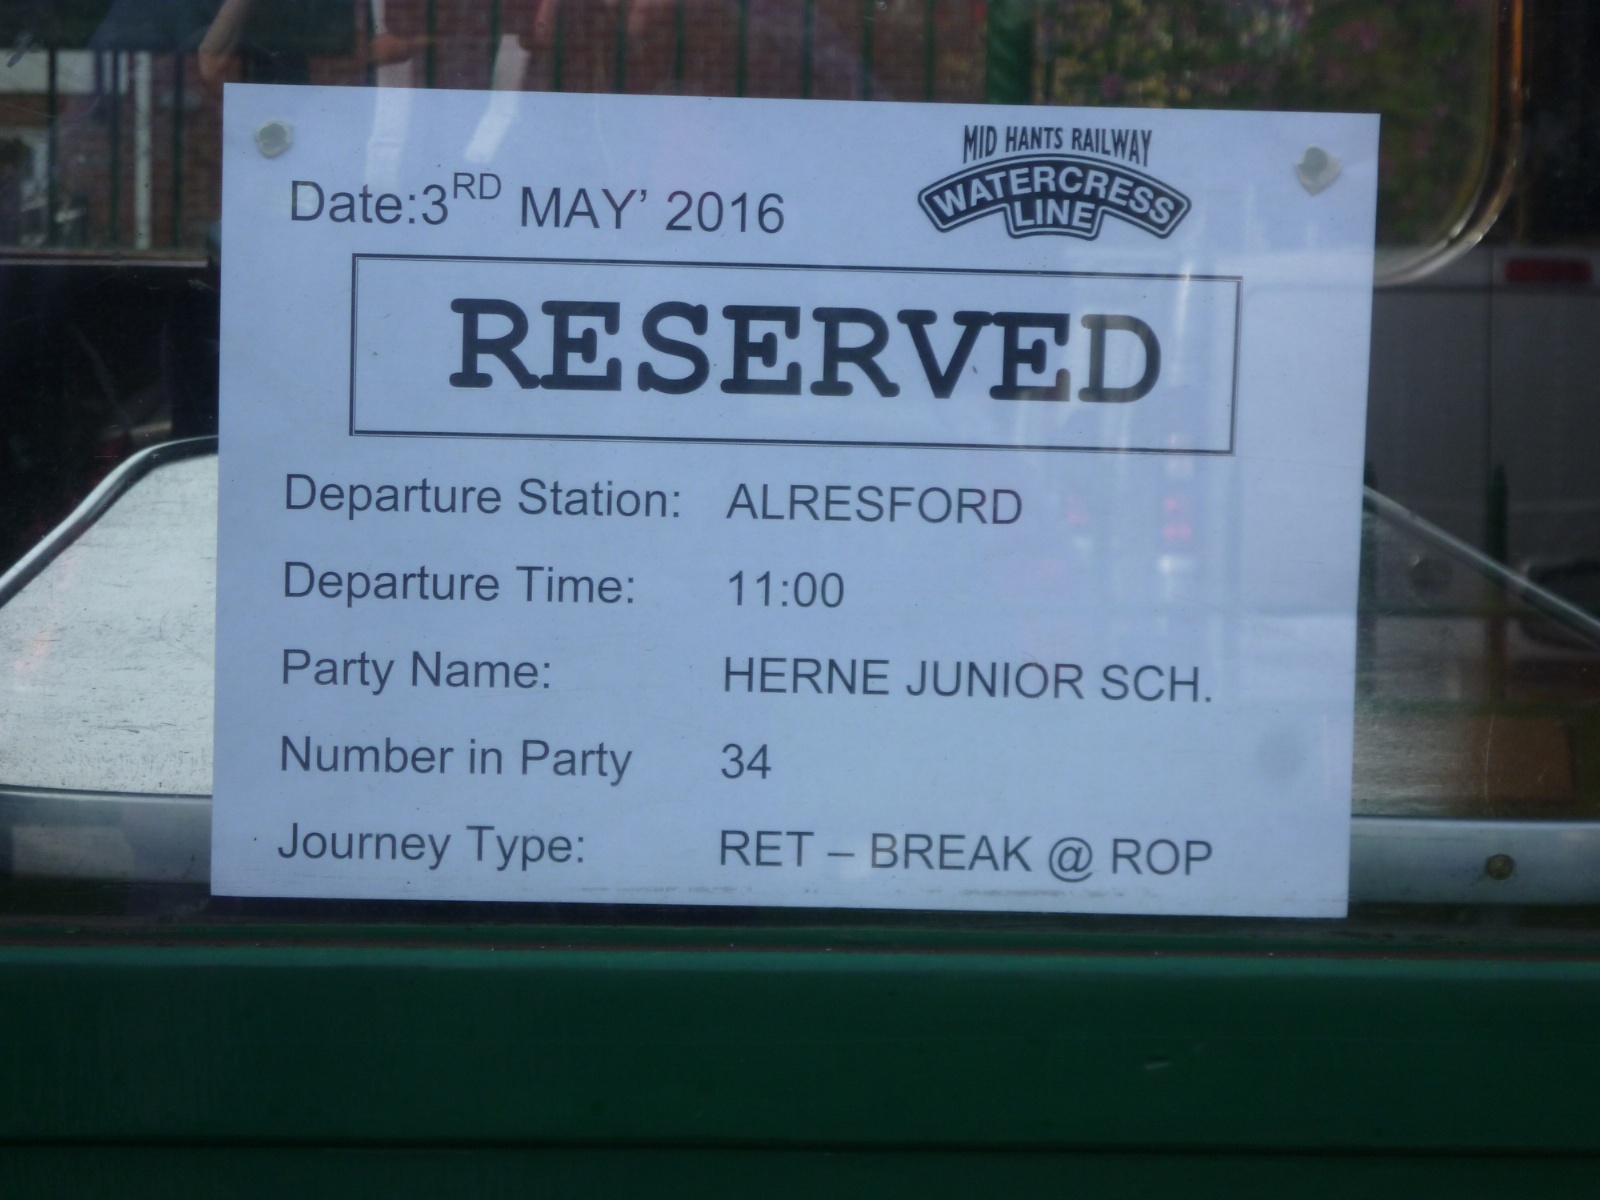 MID HANTS RAILWAY
WATERCRESS
LINE
Date:3RD MAY' 2016
RESERVED
Departure Station: ALRESFORD
Departure Time: 11:00
Party Name: HERNE JUNIOR SCH.
Number in Party 34
Journey Type: RET – BREAK @ ROP